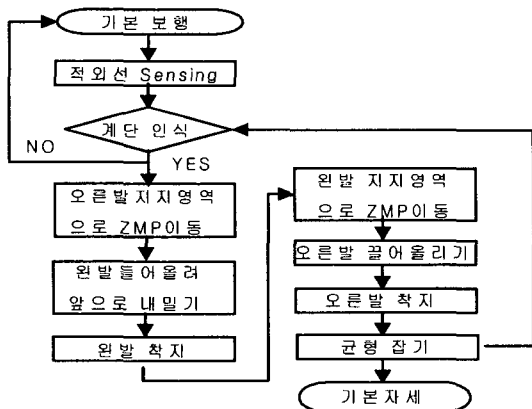 기본 보행
적외선 Sensing
계단 인식
NO
YES
오른발지지영역
으로 ZMP이동
왼발들어올려
앞으로 내밀기
왼발 착지
왼발 지지영역
으로 ZMP이동
오른발 끌어올리기
오른발 착지
균형 잡기
기본자세